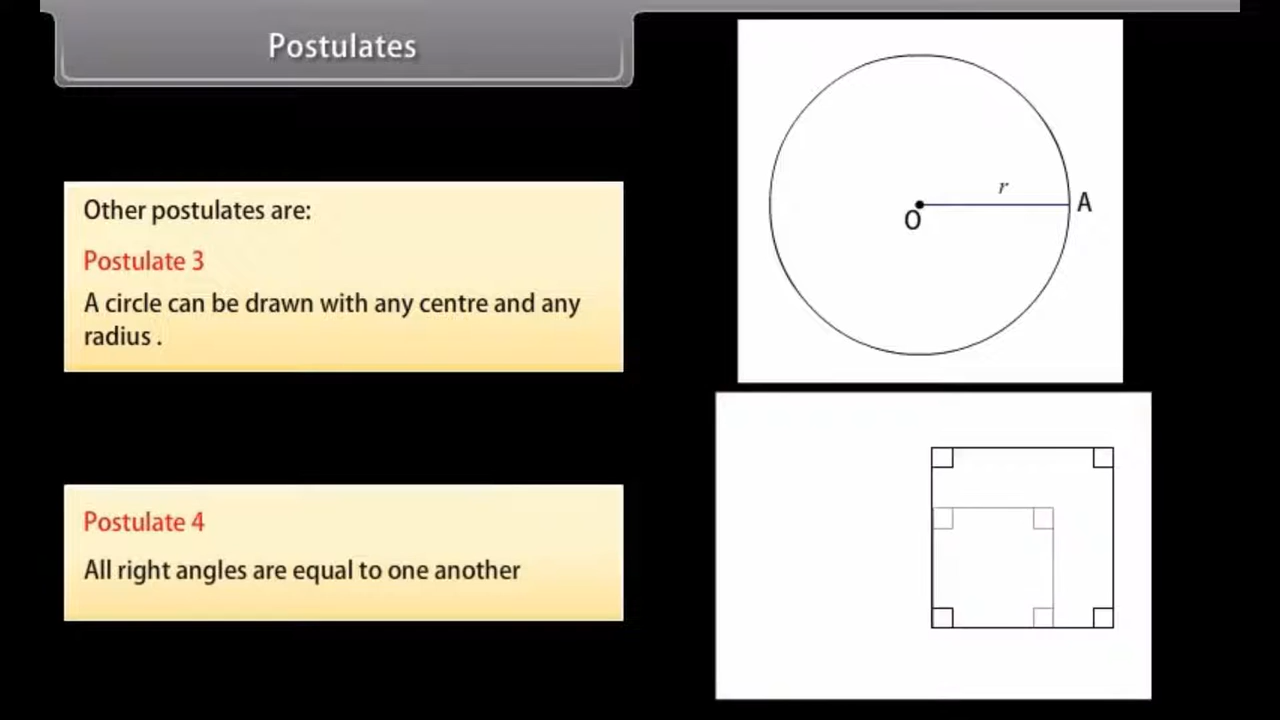 Postulates
Other postulates are:
Postulate 3
A circle can be drawn with any centre and any
radius .
r
O
A
Postulate 4
All right angles are equal to one another